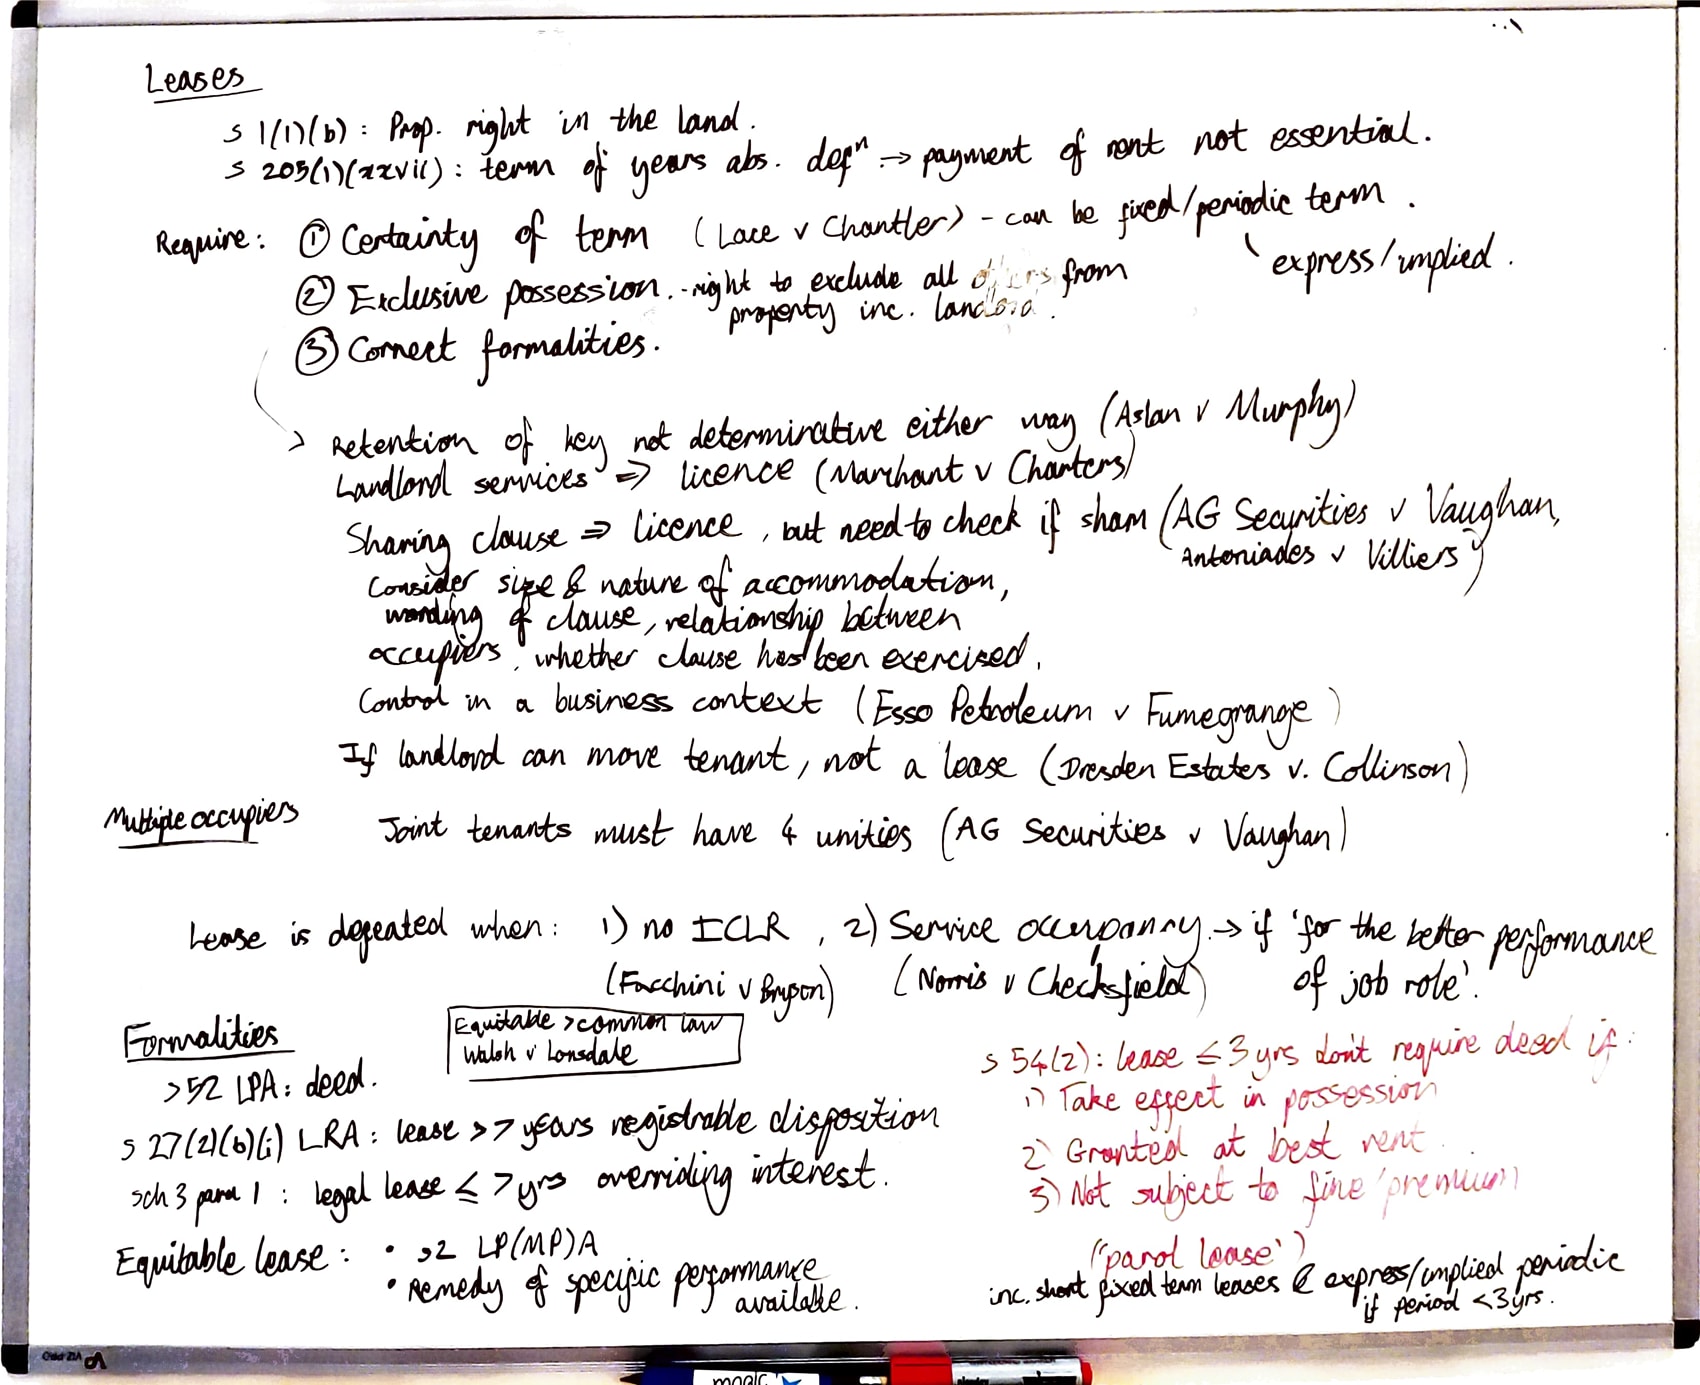 Leases
s 1(1)(b) : Prop. right in the land.
s 205(1)(xxvii) : term of years abs. defⁿ → payment of rent not essential.
Require : ① Certainty of term (Lace v Chantler) - can be fixed/periodic term.
express/implied.
② Exclusive possession. - right to exclude all others from
property inc. landlord.
③ Correct formalities.
> Retention of key not determinative either way (Aslan v Murphy)
Landlord services => licence (Marchant v Charters)
Sharing clause => licence, but need to check if sham (AG Securities v Vaughan,
Antoniades v Villiers)
Consider size & nature of accommodation,
wording of clause, relationship between
occupiers, whether clause has been exercised.
Control in a business context (Esso Petroleum v Fumegrange)
If landlord can move tenant, not a lease (Dresden Estates v. Collinson)
Multiple occupiers
Joint tenants must have 4 unities (AG Securities v Vaughan)
Lease is defeated when : 1) no ICLR, 2) Service occupanny. → if 'for the better performance
(Facchini v Bryson) (Norris v Checksfield) of job role'.
Formalities
Equitable > common law
Walsh v Lonsdale
s52 LPA : deed.
s 27(2)(b)(i) LRA : lease > 7 years registrable disposition
sch 3 para 1 : legal lease ≤ 7yrs overriding interest.
Equitable lease : • s2 LP(MP)A
• Remedy of specific performance
available.
s 54(2) : lease ≤ 3 yrs don't require deed if :
1) Take effect in possession
2) Granted at best rent.
3) Not subject to fine/premium
('parol lease')
inc. short fixed term leases & express/implied periodic
if period <3yrs.
magic